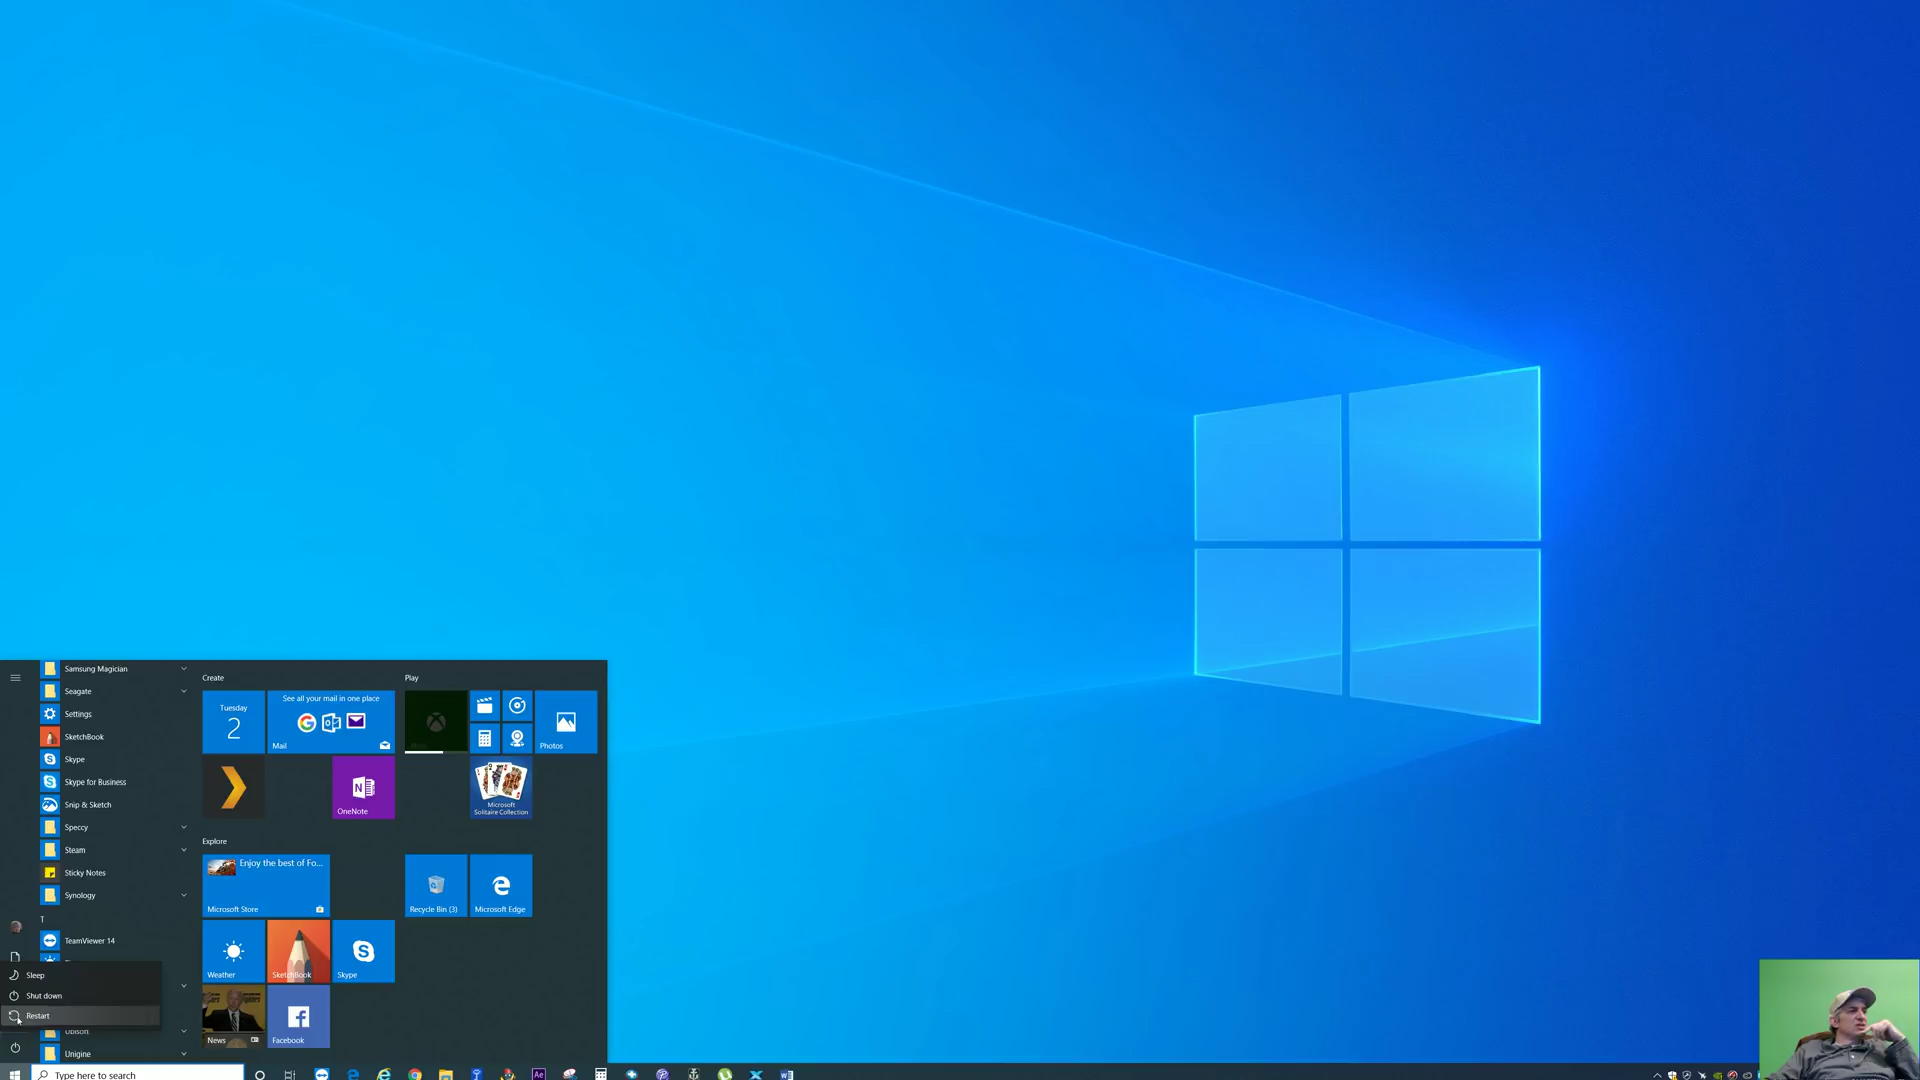 Samsung Magician
Seagate
Settings
SketchBook
Skype
Skype for Business
Snip & Sketch
Speccy
Steam
Sticky Notes
Synology
T
TeamViewer 14
Sleep
Shut down
Restart
Ubisoft
Unigine
Create
Tuesday
2
See all your mail in one place
Mail
OneNote
Explore
Enjoy the best of Fo...
Microsoft Store
Weather
SketchBook
Skype
News
Facebook
Play
Photos
Microsoft
Solitaire Collection
Recycle Bin (3)
Microsoft Edge
Type here to search